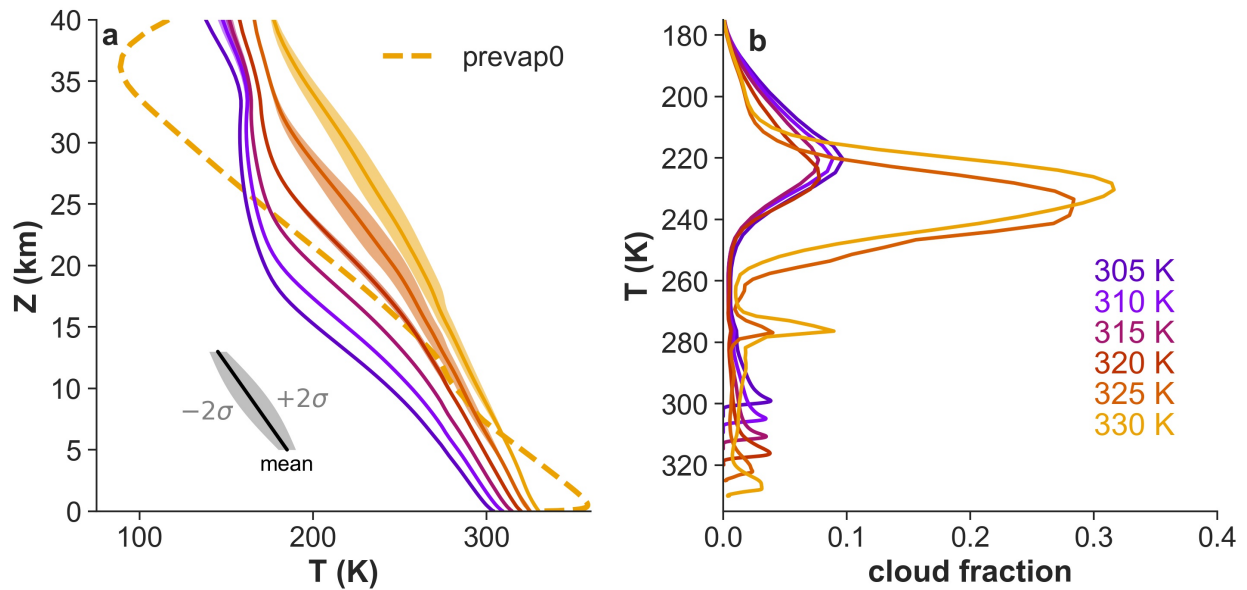 a
prevap0
40
35
30
25
20
15
10
5
0
Z (km)
−2σ
+2σ
mean
100
200
300
T (K)
b
180
200
220
240
260
280
300
320
T (K)
305 K
310 K
315 K
320 K
325 K
330 K
0.0
0.1
0.2
0.3
0.4
cloud fraction